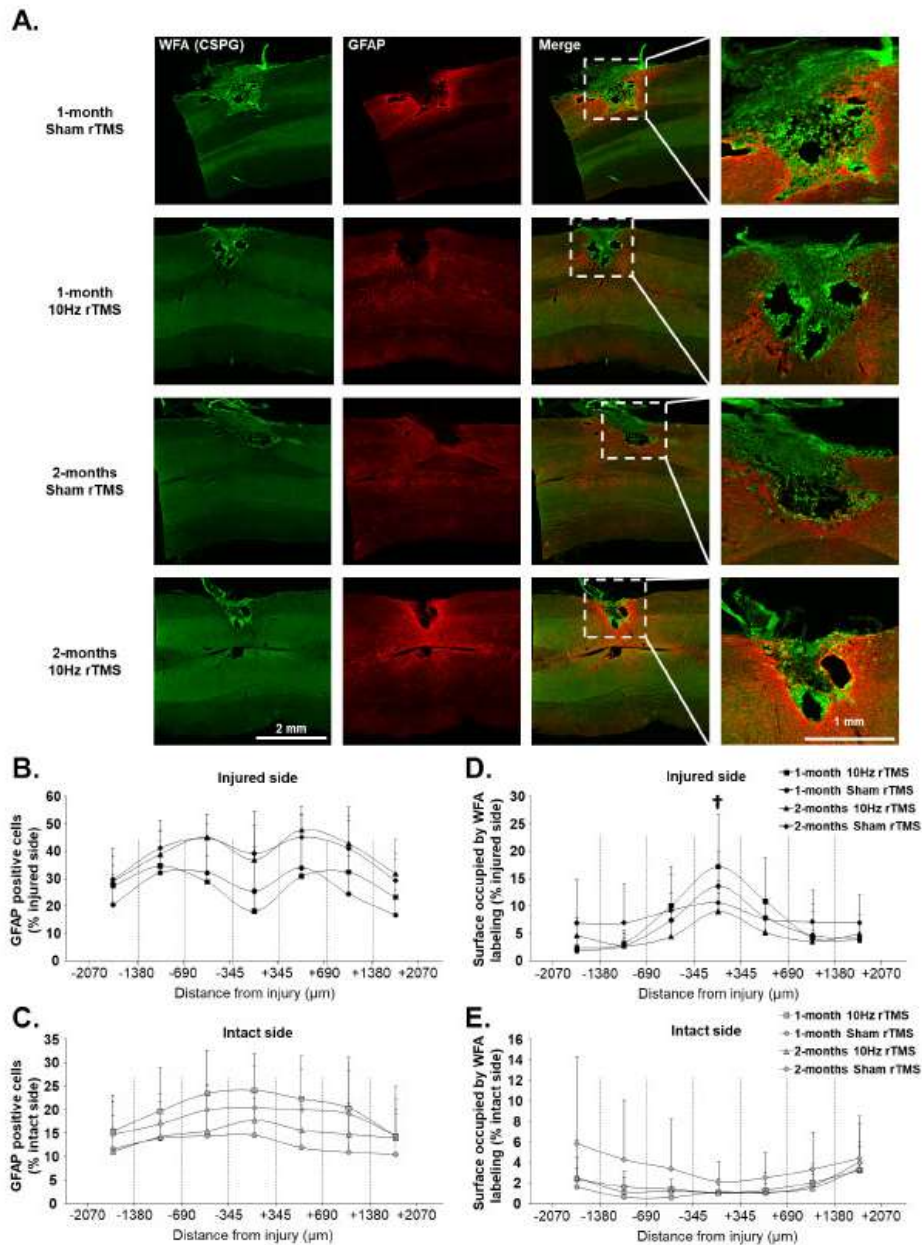 A.
WFA (CSPG)
GFAP
Merge
1-month
Sham rTMS
1-month
10Hz rTMS
2-months
Sham rTMS
2-months
10Hz rTMS
2 mm
1 mm
B.
Injured side
GFAP positive cells
(% injured side)
60
50
40
30
20
10
0
-2070 -1380 -690 -345 +345 +690 +1380 +2070
Distance from injury (µm)
D.
Injured side
1-month 10Hz rTMS
1-month Sham rTMS
2-months 10Hz rTMS
2-months Sham rTMS
†
Surface occupied by WFA
labeling (% injured side)
30
25
20
15
10
5
0
-2070 -1380 -690 -345 +345 +690 +1380 +2070
Distance from injury (µm)
C.
Intact side
GFAP positive cells
(% intact side)
35
30
25
20
15
10
5
0
-2070 -1380 -690 -345 +345 +690 +1380 +2070
Distance from injury (µm)
E.
Intact side
1-month 10Hz rTMS
1-month Sham rTMS
2-months 10Hz rTMS
2-months Sham rTMS
Surface occupied by WFA
labeling (% intact side)
16
14
12
10
8
6
4
2
0
-2070 -1380 -690 -345 +345 +690 +1380 +2070
Distance from injury (µm)